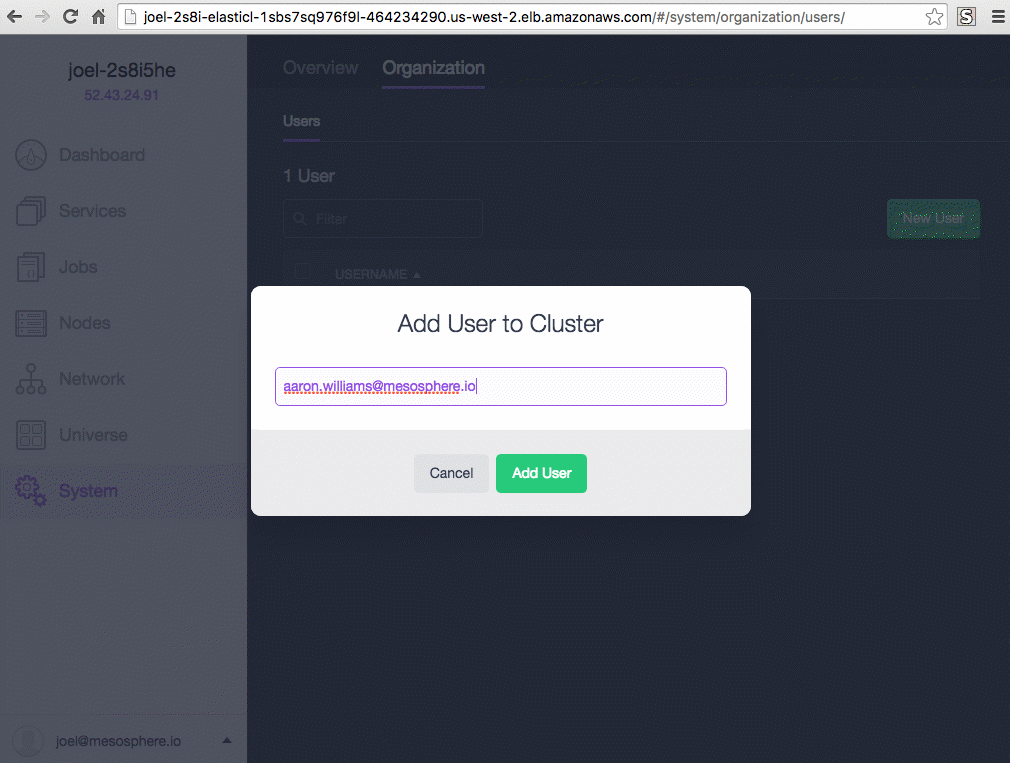 joel-2s8i-elasticl-1sbs7sq976f9l-464234290.us-west-2.elb.amazonaws.com/#/system/organization/users/
S
joel-2s8i5he
52.43.24.91
Dashboard
Services
Jobs
Nodes
Network
Universe
System
joel@mesosphere.io
Overview Organization
Users
1 User
Filter
New User
USERNAME
Add User to Cluster
aaron.williams@mesosphere.io
Cancel Add User